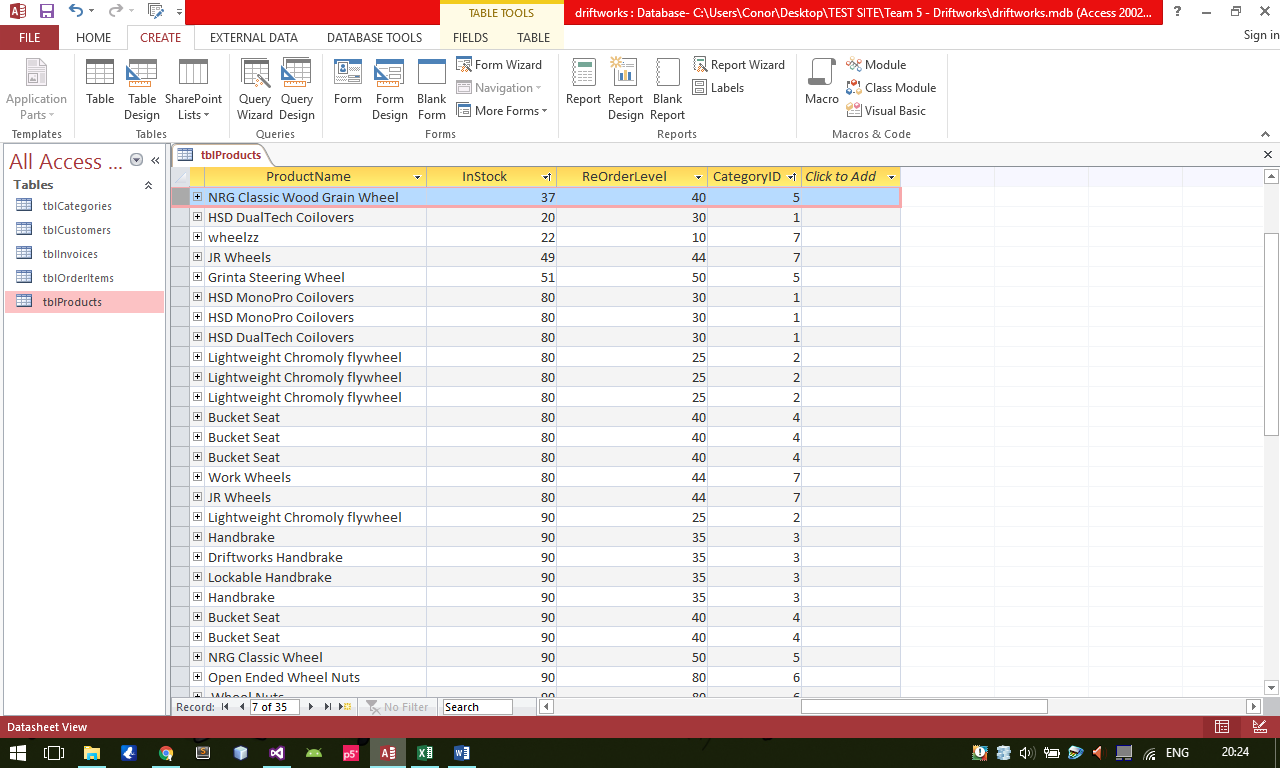 TABLE TOOLS
driftworks : Database- C:\Users\Conor\Desktop\TEST SITE\Team 5 - Driftworks\driftworks.mdb (Access 2002...
FILE HOME CREATE EXTERNAL DATA DATABASE TOOLS FIELDS TABLE Sign in
Application Parts
Templates
Table
Table Design
SharePoint Lists
Tables
Query Wizard
Query Design
Queries
Form
Form Design
Blank Form
Form Wizard
Navigation
More Forms
Forms
Report
Report Design
Blank Report
Report Wizard
Labels
Reports
Macro
Module
Class Module
Visual Basic
Macros & Code
All Access ...
Tables
tblCategories
tblCustomers
tblInvoices
tblOrderItems
tblProducts
tblProducts
ProductName InStock ReOrderLevel CategoryID Click to Add
NRG Classic Wood Grain Wheel 37 40 5
HSD DualTech Coilovers 20 30 1
wheelzz 22 10 7
JR Wheels 49 44 7
Grinta Steering Wheel 51 50 5
HSD MonoPro Coilovers 80 30 1
HSD MonoPro Coilovers 80 30 1
HSD DualTech Coilovers 80 30 1
Lightweight Chromoly flywheel 80 25 2
Lightweight Chromoly flywheel 80 25 2
Lightweight Chromoly flywheel 80 25 2
Bucket Seat 80 40 4
Bucket Seat 80 40 4
Bucket Seat 80 40 4
Work Wheels 80 44 7
JR Wheels 80 44 7
Lightweight Chromoly flywheel 90 25 2
Handbrake 90 35 3
Driftworks Handbrake 90 35 3
Lockable Handbrake 90 35 3
Handbrake 90 35 3
Bucket Seat 90 40 4
Bucket Seat 90 40 4
NRG Classic Wheel 90 50 5
Open Ended Wheel Nuts 90 80 6
Wheel Nuts 90 80 6
Record: 7 of 35 No Filter Search
Datasheet View
p5* ENG 20:24